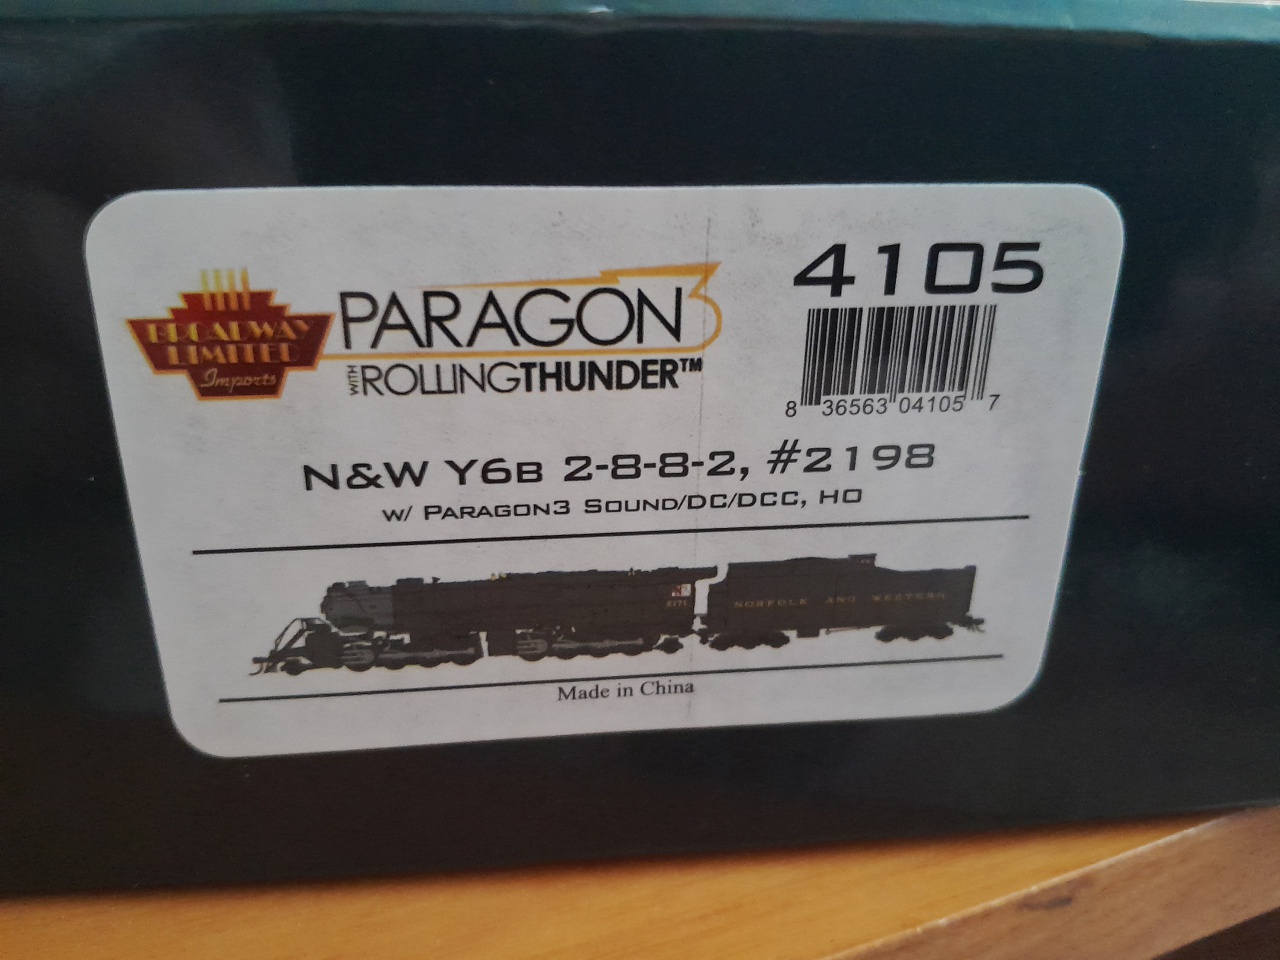 BROADWAY
LIMITED
Imports
PARAGON3
WITH ROLLINGTHUNDER™
4105
8 36563 04105 7
N&W Y6B 2-8-8-2, #2198
W/ PARAGON3 SOUND/DC/DCC, HO
2171
NORFOLK AND WESTERN
Made in China